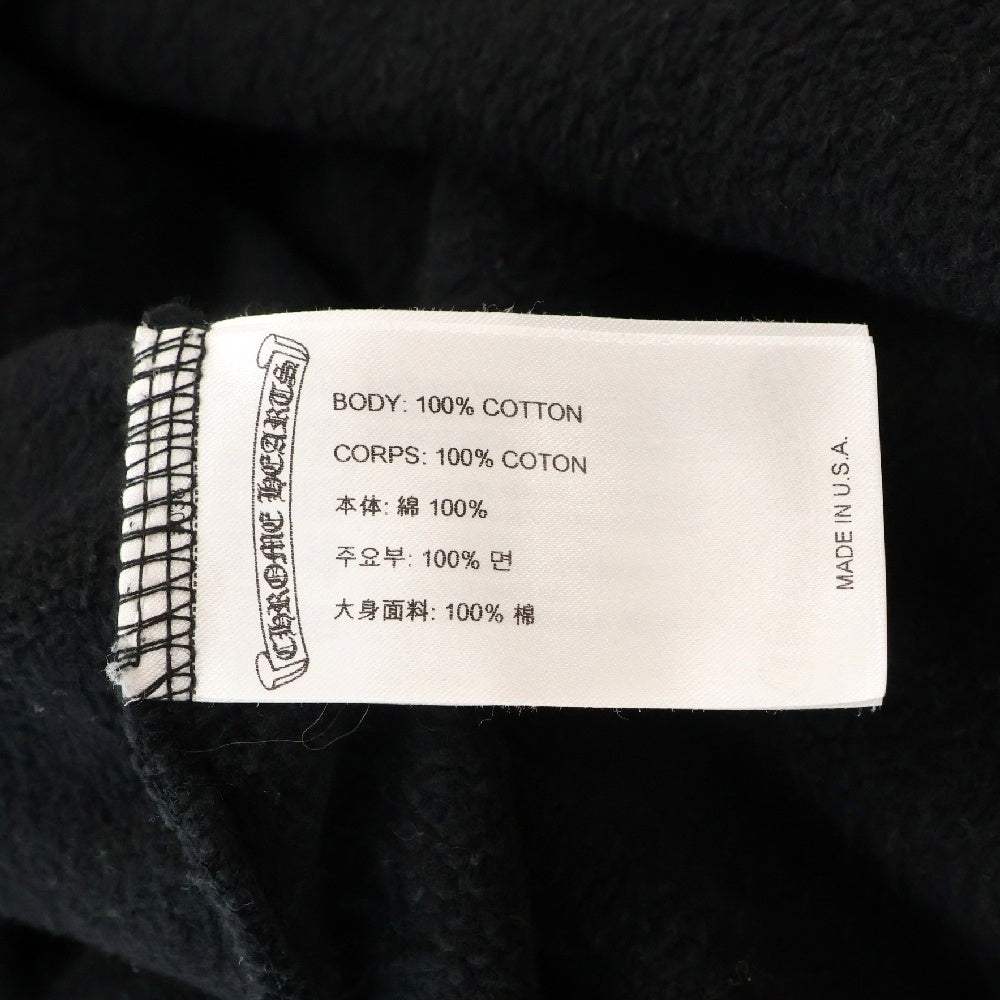 CHROME HEARTS
BODY: 100% COTTON
CORPS: 100% COTON
本体: 綿 100%
주요부: 100% 면
大身面料: 100% 棉
MADE IN U.S.A.